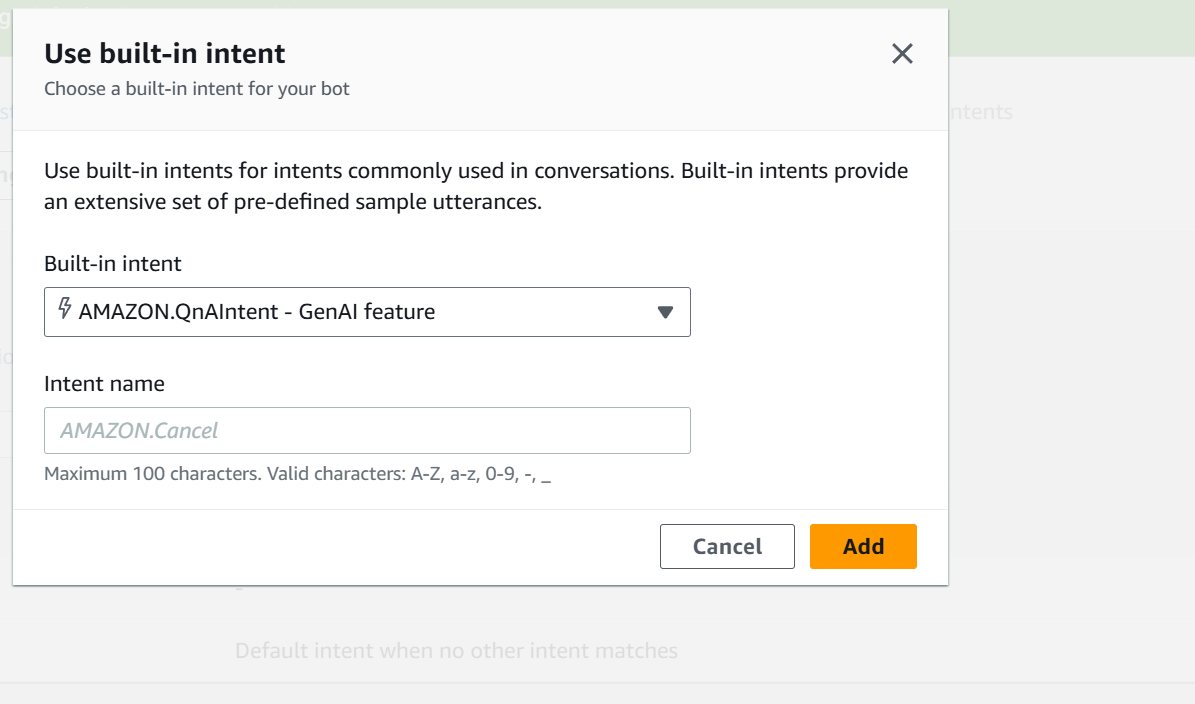 Use built-in intent
Choose a built-in intent for your bot
ntents
Use built-in intents for intents commonly used in conversations. Built-in intents provide
an extensive set of pre-defined sample utterances.
Built-in intent
AMAZON.QnAIntent - GenAI feature
Intent name
AMAZON.Cancel
Maximum 100 characters. Valid characters: A-Z, a-z, 0-9, -, _
Cancel
Add
-
Default intent when no other intent matches